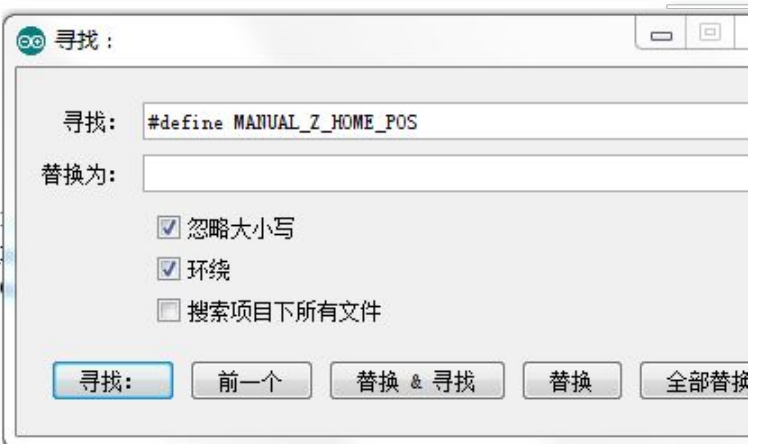 寻找：
寻找： #define MANUAL_Z_HOME_POS
替换为：
忽略大小写
环绕
搜索项目下所有文件
寻找： 前一个 替换 & 寻找 替换 全部替换